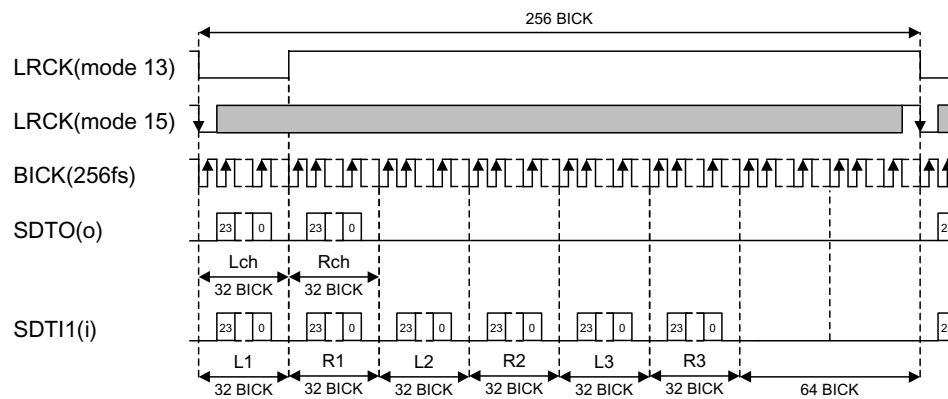 256 BICK
LRCK(mode 13)
LRCK(mode 15)
BICK(256fs)
SDTO(o)
23 0 23 0 2
Lch Rch
32 BICK 32 BICK
SDTI1(i)
23 0 23 0 23 0 23 0 23 0 23 0 2
L1 R1 L2 R2 L3 R3
32 BICK 32 BICK 32 BICK 32 BICK 32 BICK 32 BICK 64 BICK